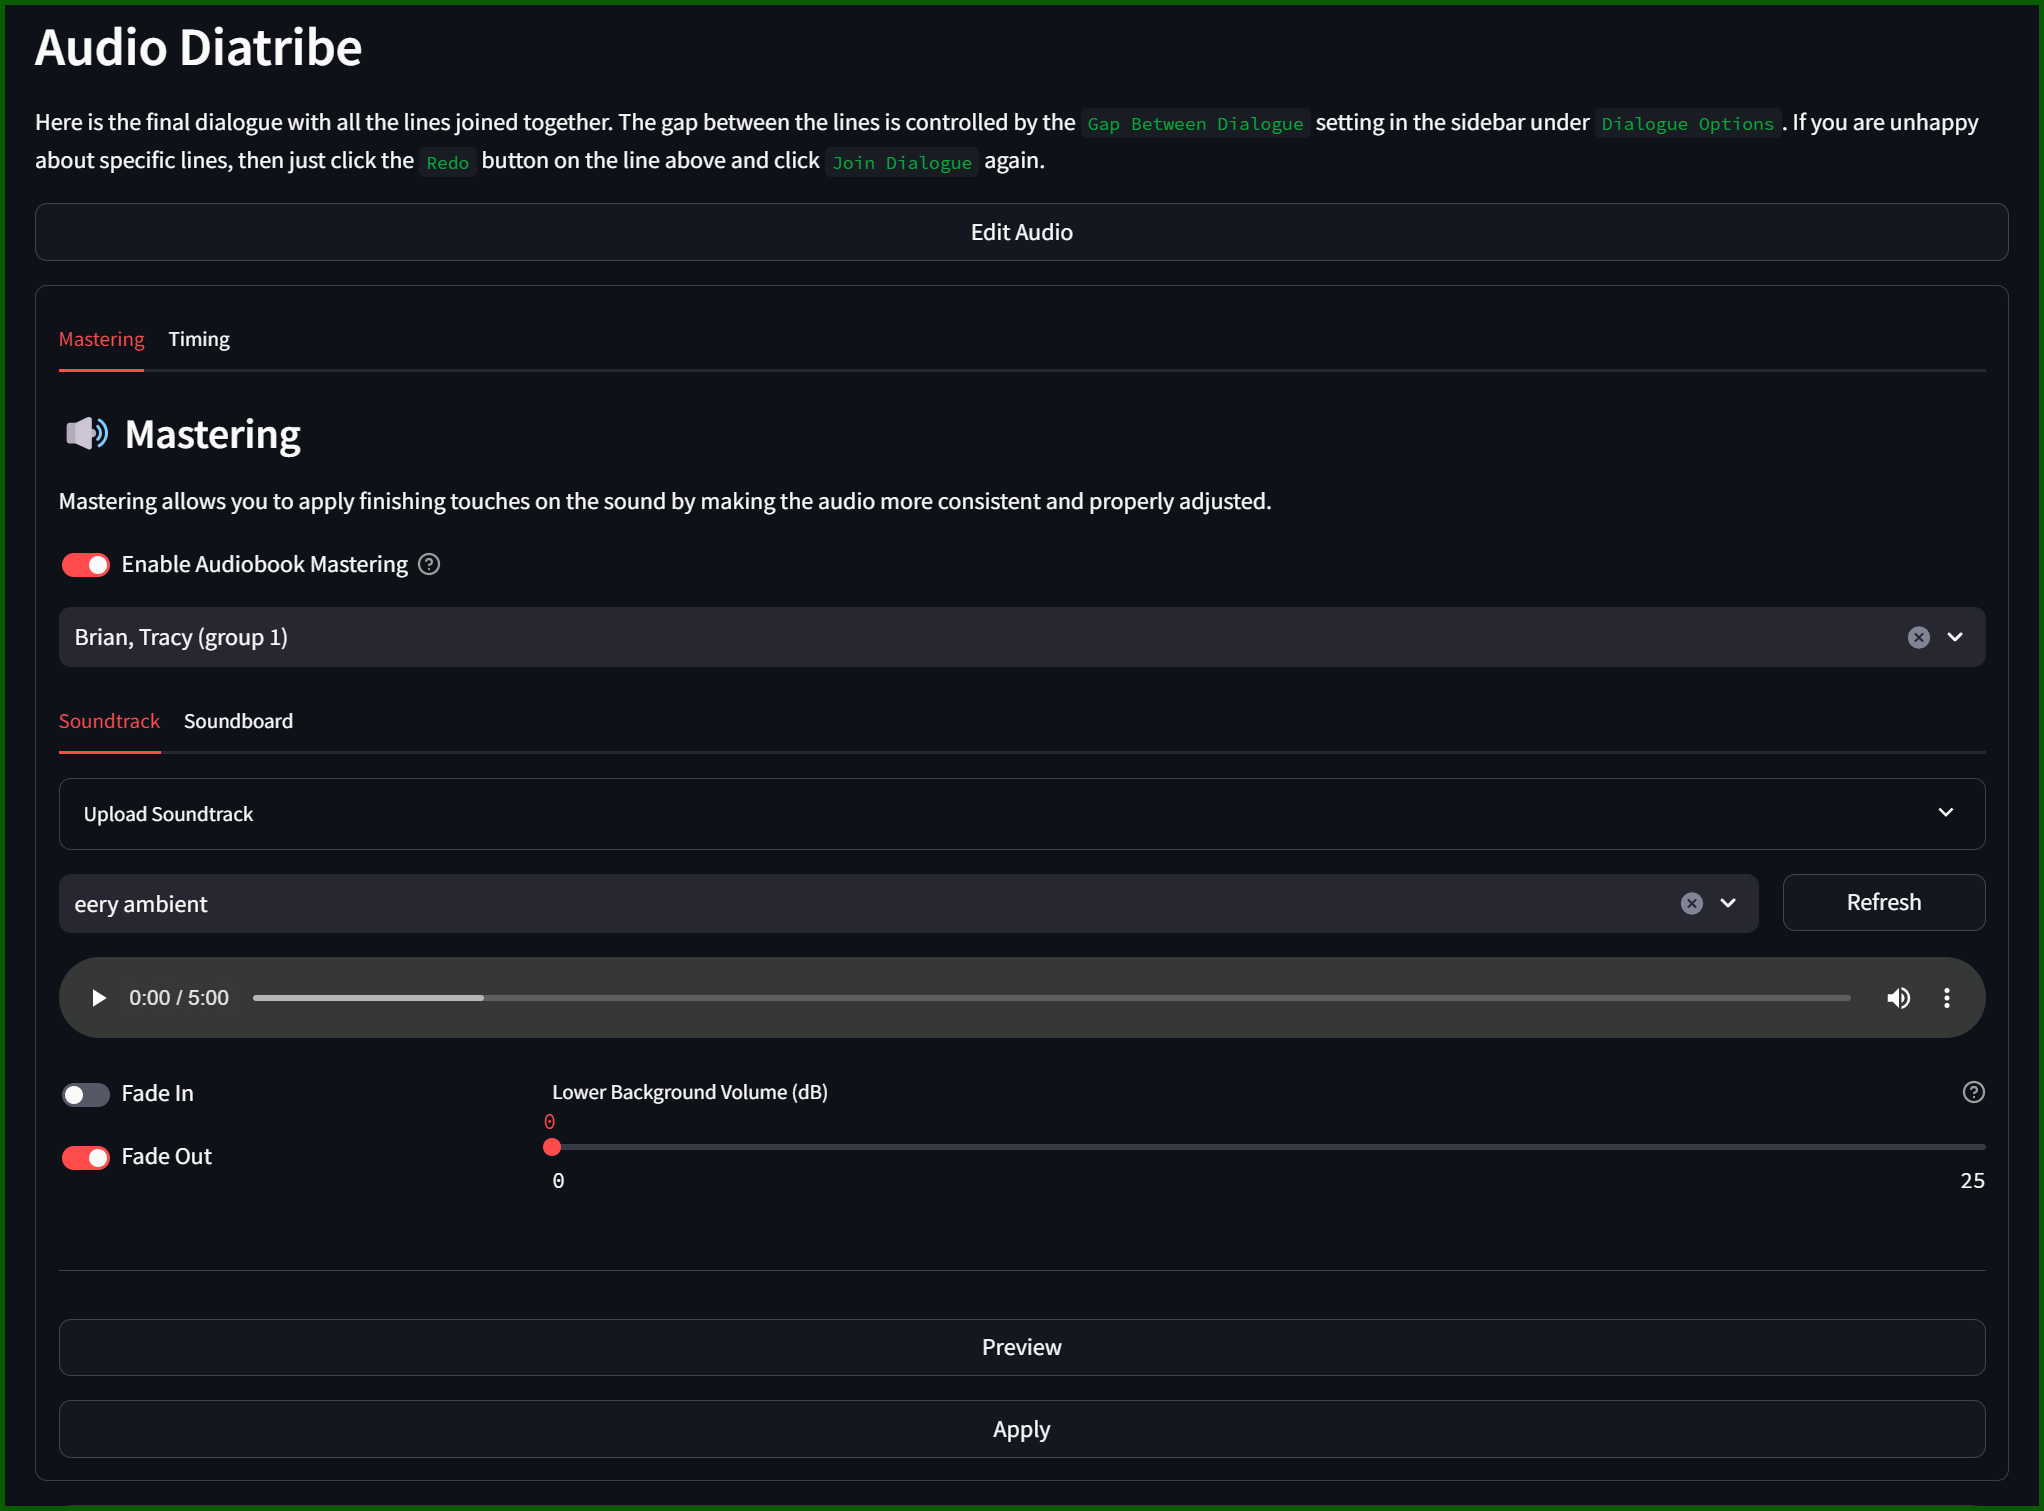 Audio Diatribe
Here is the final dialogue with all the lines joined together. The gap between the lines is controlled by the Gap Between Dialogue setting in the sidebar under Dialogue Options. If you are unhappy
about specific lines, then just click the Redo button on the line above and click Join Dialogue again.
Edit Audio
Mastering Timing
Mastering
Mastering allows you to apply finishing touches on the sound by making the audio more consistent and properly adjusted.
Enable Audiobook Mastering
Brian, Tracy (group 1)
Soundtrack Soundboard
Upload Soundtrack
eery ambient
Refresh
0:00 / 5:00
Fade In
Lower Background Volume (dB)
0
Fade Out
0 25
Preview
Apply